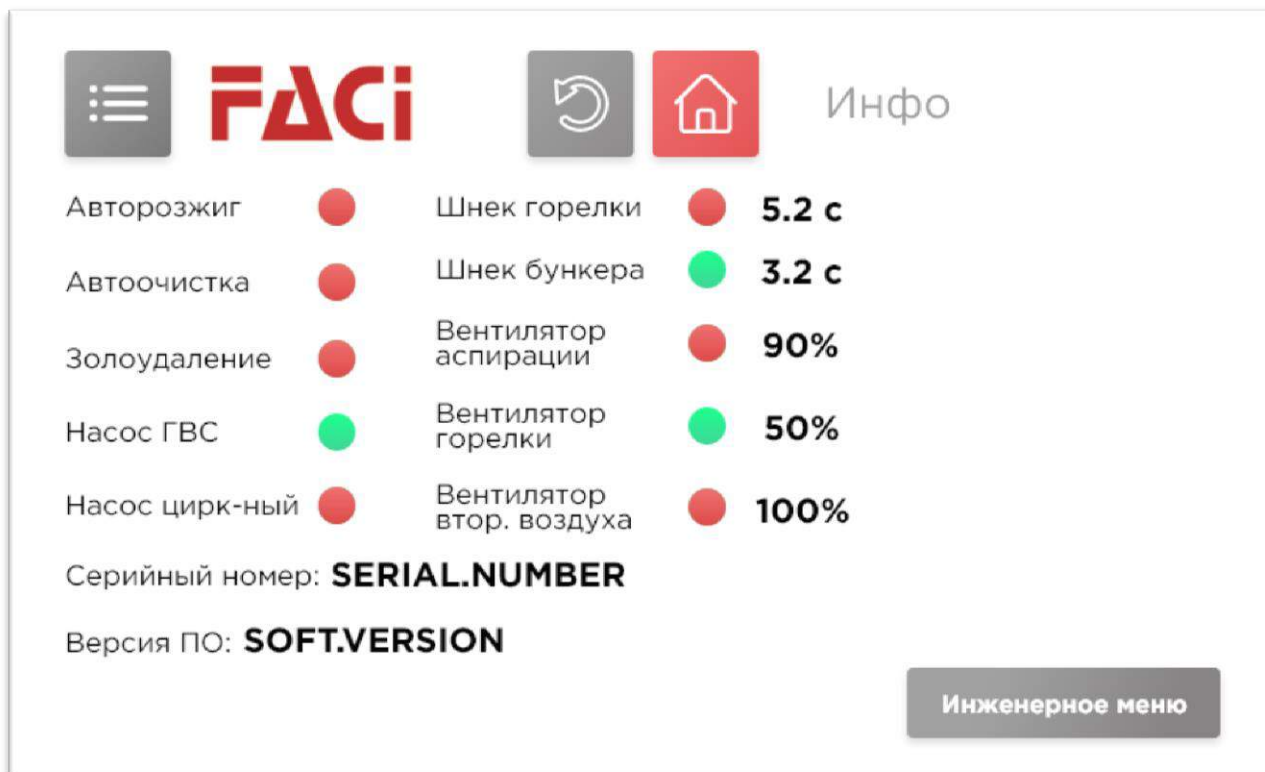 FACi
Инфо
Авторозжиг
Шнек горелки
5.2 с
Автоочистка
Шнек бункера
3.2 с
Золоудаление
Вентилятор
аспирации
90%
Насос ГВС
Вентилятор
горелки
50%
Насос цирк-ный
Вентилятор
втор. воздуха
100%
Серийный номер: SERIAL.NUMBER
Версия ПО: SOFT.VERSION
Инженерное меню